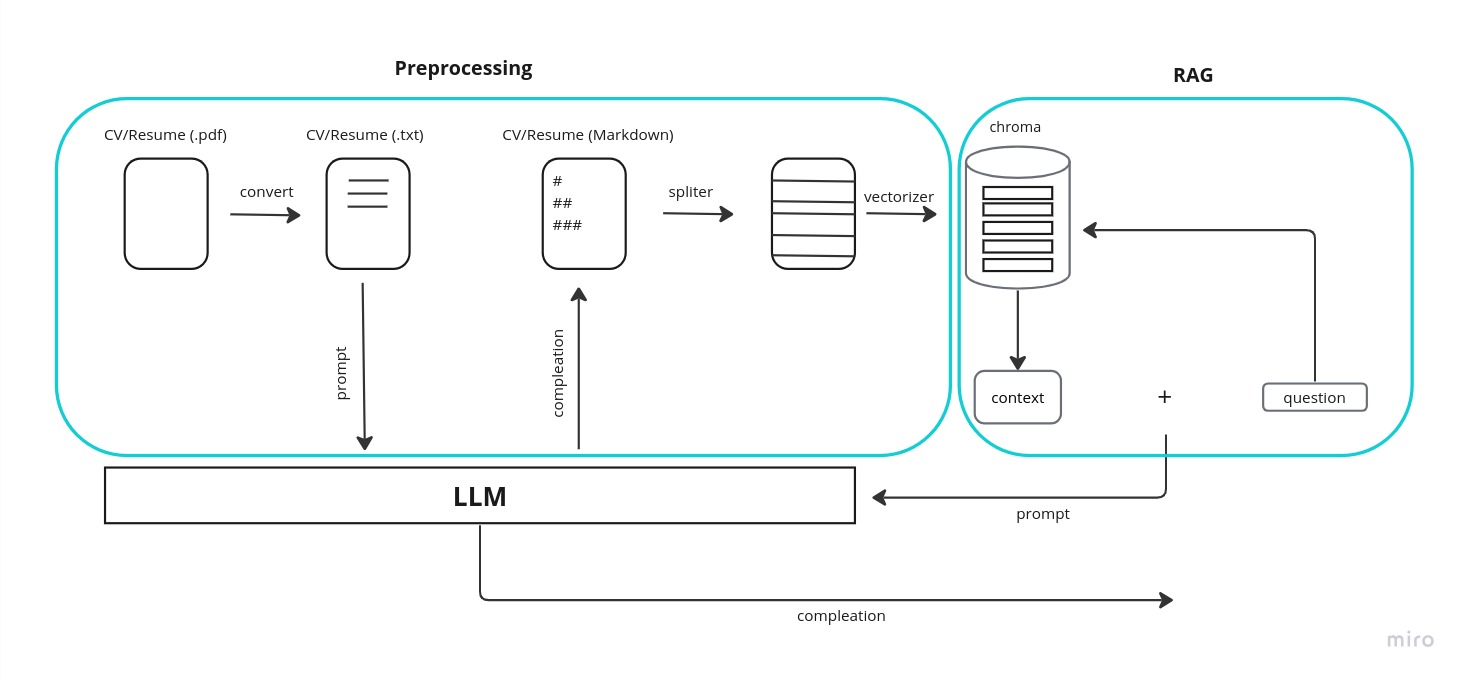 Preprocessing
RAG
CV/Resume (.pdf)
CV/Resume (.txt)
CV/Resume (Markdown)
chroma
convert
#
##
###
spliter
vectorizer
prompt
compleation
context
+
question
LLM
prompt
compleation
miro